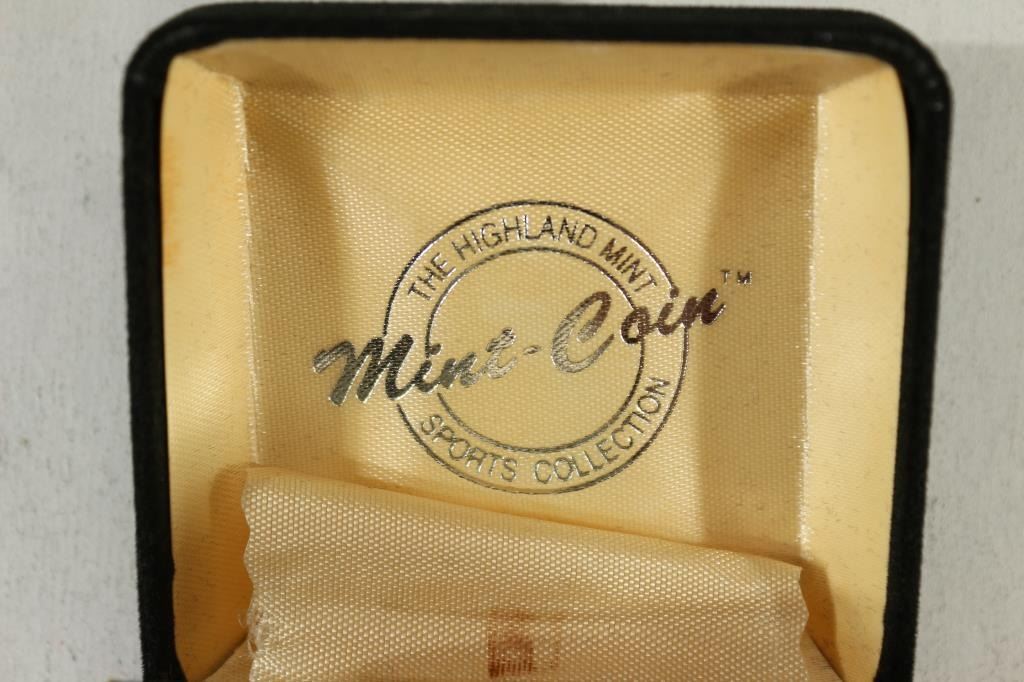 THE HIGHLAND MINT
Mint-Coin™
SPORTS COLLECTION